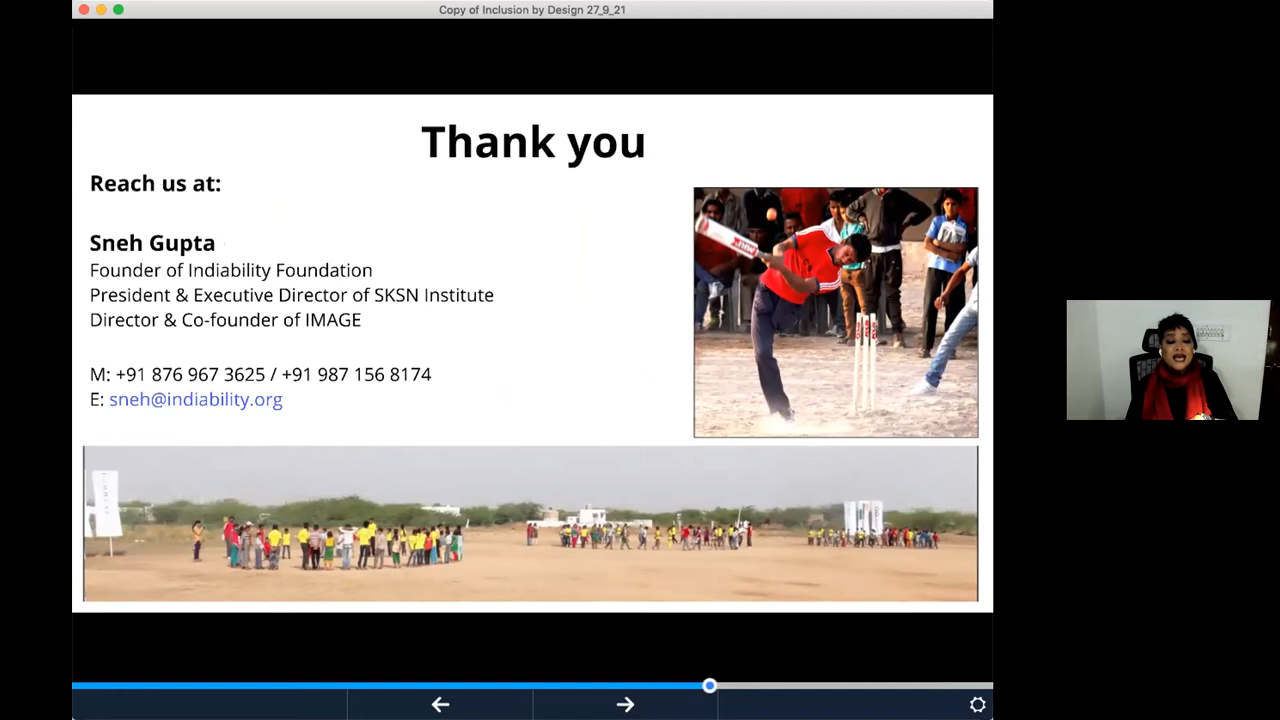 Copy of Inclusion by Design 27_9_21
Thank you
Reach us at:
Sneh Gupta
Founder of Indiability Foundation
President & Executive Director of SKSN Institute
Director & Co-founder of IMAGE
M: +91 876 967 3625 / +91 987 156 8174
E: sneh@indiability.org